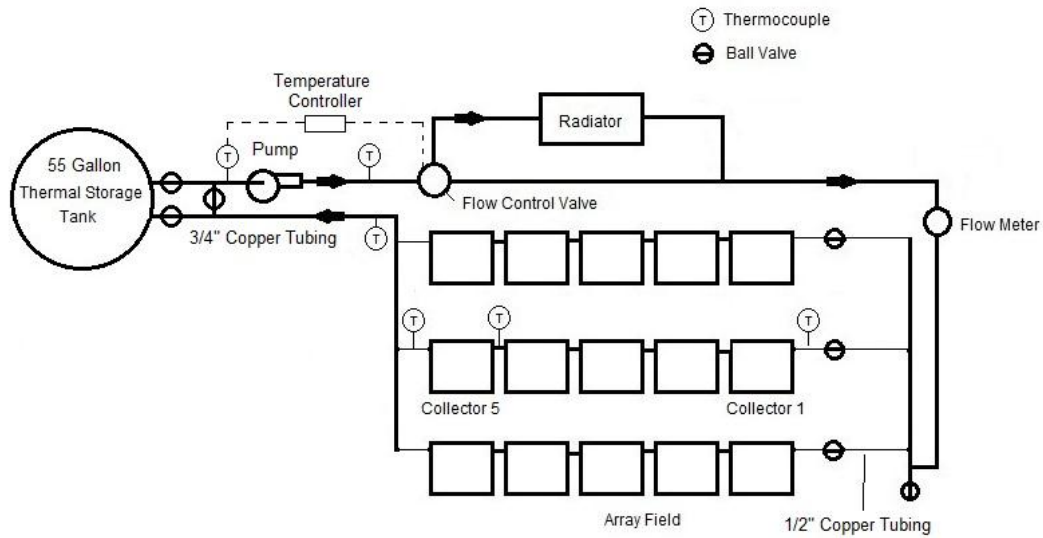 T Thermocouple
Ball Valve
Temperature
Controller
Radiator
55 Gallon
Thermal Storage
Tank
T
Pump
T
Flow Control Valve
Flow Meter
3/4" Copper Tubing
T
T
T
T
Collector 5
Collector 1
Array Field
1/2" Copper Tubing